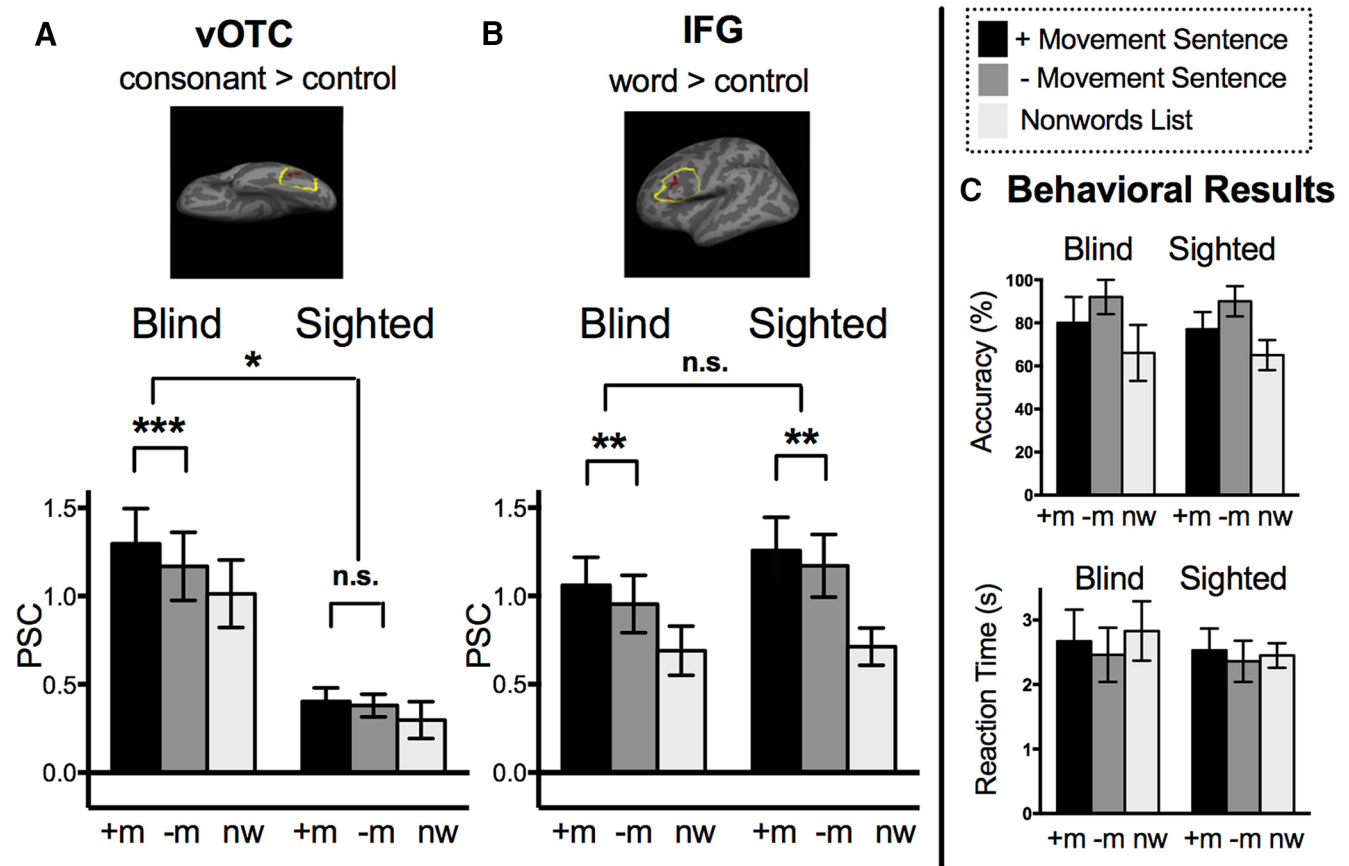 A
vOTC
consonant > control
Blind Sighted
*
***
n.s.
PSC
1.5
1.0
0.5
0.0
+m -m nw +m -m nw
B
IFG
word > control
Blind Sighted
n.s.
** **
PSC
1.5
1.0
0.5
0.0
+m -m nw +m -m nw
+ Movement Sentence
- Movement Sentence
Nonwords List
C Behavioral Results
Blind Sighted
Accuracy (%)
100
80
60
40
20
0
+m -m nw +m -m nw
Blind Sighted
Reaction Time (s)
3
2
1
0
+m -m nw +m -m nw